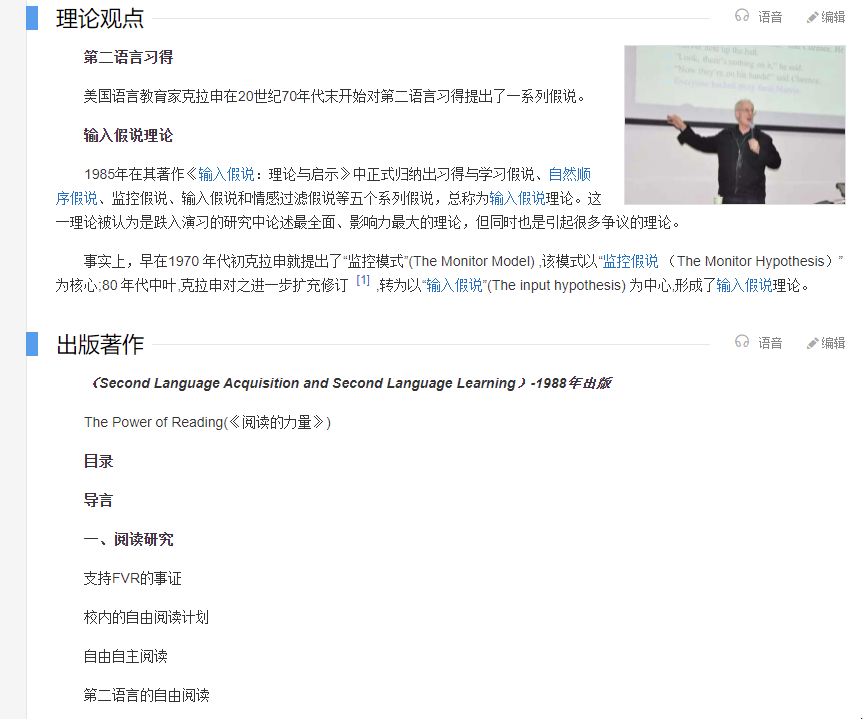 理论观点
语音
编辑
第二语言习得
美国语言教育家克拉申在20世纪70年代末开始对第二语言习得提出了一系列假说。
"Look, there's nothing on it," he said.
"Now they're on his hands!" said Clarence.
输入假说理论
1985年在其著作《输入假说：理论与启示》中正式归纳出习得与学习假说、自然顺
序假说、监控假说、输入假说和情感过滤假说等五个系列假说，总称为输入假说理论。这
一理论被认为是跌入演习的研究中论述最全面、影响力最大的理论，但同时也是引起很多争议的理论。
事实上，早在1970 年代初克拉申就提出了“监控模式”(The Monitor Model) ,该模式以“监控假说 （The Monitor Hypothesis）”
为核心;80 年代中叶,克拉申对之进一步扩充修订 [1] ,转为以“输入假说”(The input hypothesis) 为中心,形成了输入假说理论。
出版著作
语音
编辑
《Second Language Acquisition and Second Language Learning》-1988年出版
The Power of Reading(《阅读的力量》)
目录
导言
一、阅读研究
支持FVR的事证
校内的自由阅读计划
自由自主阅读
第二语言的自由阅读